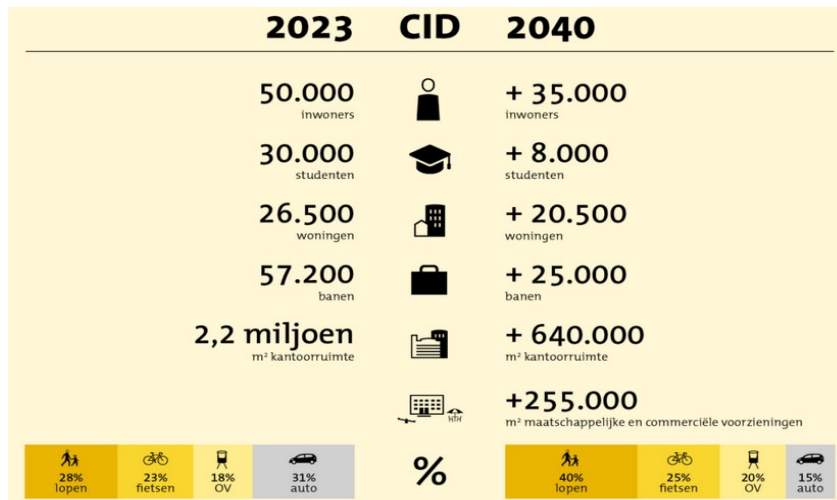 2023 CID 2040
50.000 + 35.000
inwoners inwoners
30.000 + 8.000
studenten studenten
26.500 + 20.500
woningen woningen
57.200 + 25.000
banen banen
2,2 miljoen + 640.000
m² kantoorruimte m² kantoorruimte
+255.000
m² maatschappelijke en commerciële voorzieningen
28% 23% 18% 31% % 40% 25% 20% 15%
lopen fietsen OV auto lopen fietsen OV auto